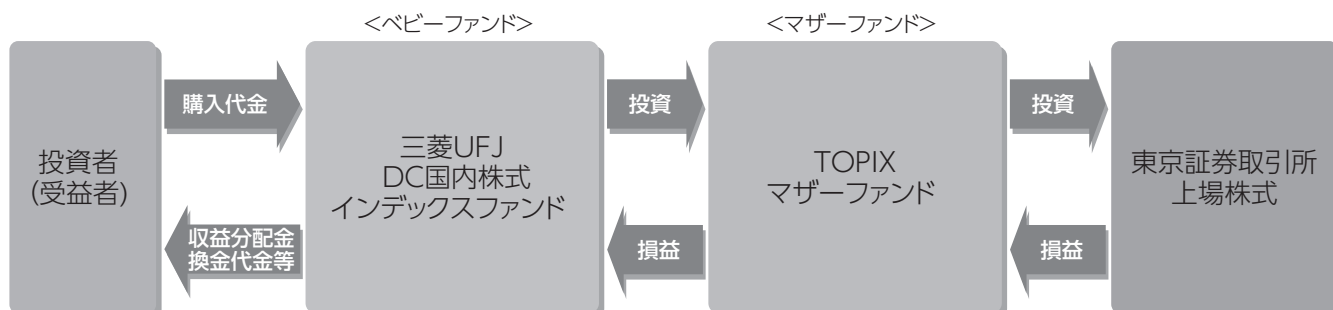 ＜ベビーファンド＞
＜マザーファンド＞
投資者
(受益者)
購入代金
収益分配金
換金代金等
三菱UFJ
DC国内株式
インデックスファンド
投資
損益
TOPIX
マザーファンド
投資
損益
東京証券取引所
上場株式